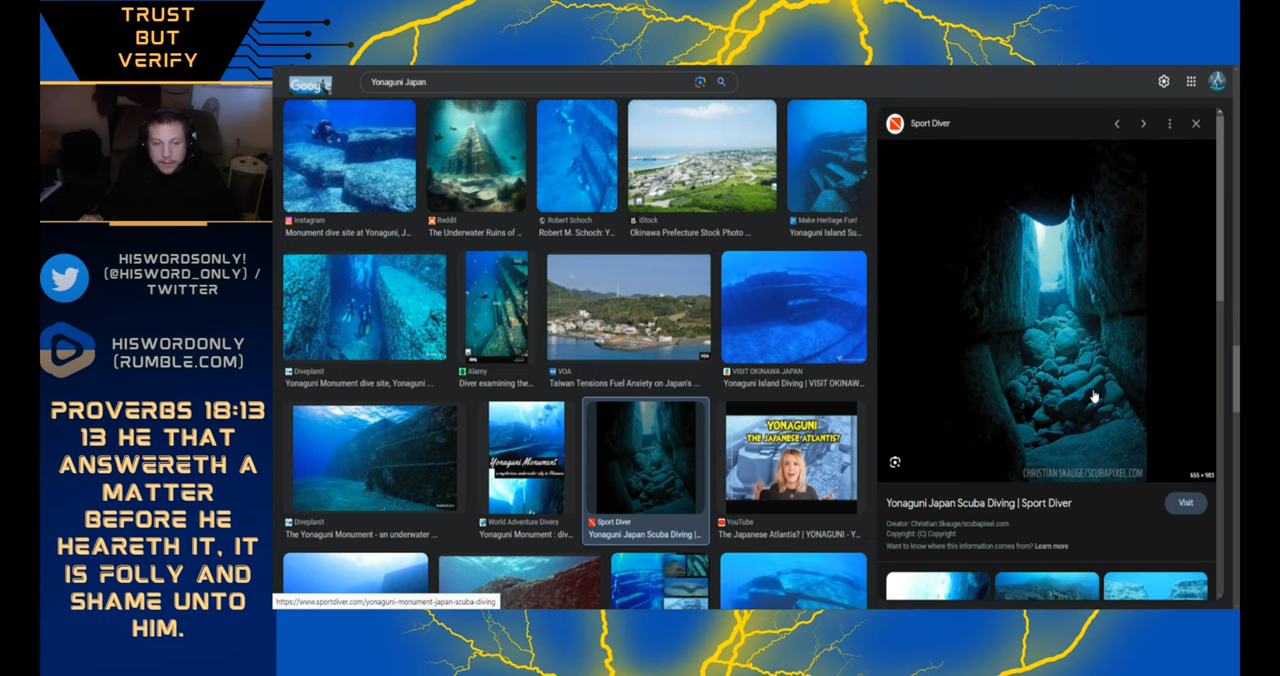 TRUST
BUT
VERIFY
HISWORDSONLY!
(@HISWORD_ONLY) /
TWITTER
HISWORDONLY
(RUMBLE.COM)
PROVERBS 18:13
13 HE THAT
ANSWERETH A
MATTER
BEFORE HE
HEARETH IT, IT
IS FOLLY AND
SHAME UNTO
HIM.
Google
Yonaguni Japan
Instagram
Monument dive site at Yonaguni, J...
Reddit
The Underwater Ruins of ...
Robert Schoch
Robert M. Schoch: Y...
iStock
Okinawa Prefecture Stock Photo ...
Make Heritage Fun!
Yonaguni Island Su...
Diveplanit
Yonaguni Monument dive site, Yonaguni ...
Alamy
Diver examining the...
VOA
VOA
Taiwan Tensions Fuel Anxiety on Japan's ...
VISIT OKINAWA JAPAN
Yonaguni Island Diving | VISIT OKINAW...
Diveplanit
The Yonaguni Monument - an underwater ...
Yonaguni Monument
World Adventure Divers
Yonaguni Monument : div...
Sport Diver
Yonaguni Japan Scuba Diving |...
YONAGUNI
THE JAPANESE ATLANTIS?
YouTube
The Japanese Atlantis? | YONAGUNI - Y...
https://www.sportdiver.com/yonaguni-monument-japan-scuba-diving
Sport Diver
CHRISTIAN SKAUGE/SCUBAPIXEL.COM
655 × 983
Yonaguni Japan Scuba Diving | Sport Diver
Visit
Creator: Christian Skauge/scubapixel.com
Copyright: (C) Copyright
Want to know where this information comes from? Learn more